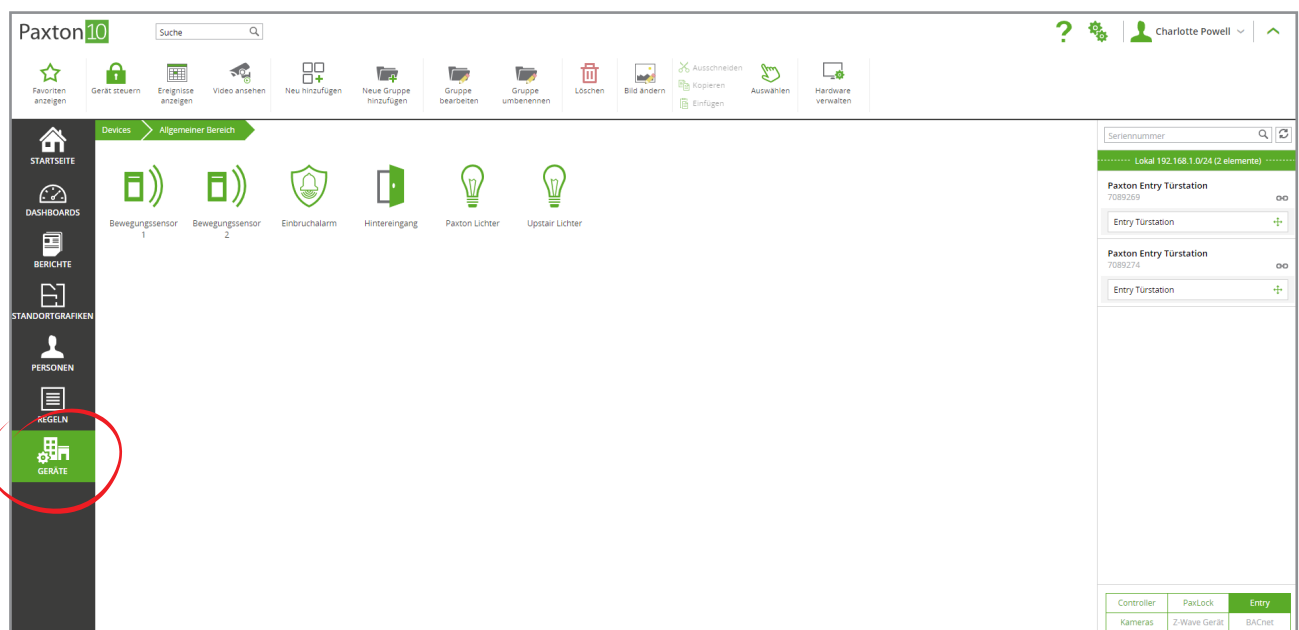 Paxton10
Suche
Charlotte Powell
Favoriten
anzeigen
Gerät steuern
Ereignisse
anzeigen
Video ansehen
Neu hinzufügen
Neue Gruppe
hinzufügen
Gruppe
bearbeiten
Gruppe
umbenennen
Löschen
Bild ändern
Ausschneiden
Kopieren
Einfügen
Auswählen
Hardware
verwalten
STARTSEITE
DASHBOARDS
BERICHTE
STANDORTGRAFIKEN
PERSONEN
REGELN
GERÄTE
Devices
Allgemeiner Bereich
Bewegungssensor
1
Bewegungssensor
2
Einbruchalarm
Hintereingang
Paxton Lichter
Upstair Lichter
Seriennummer
Lokal 192.168.1.0/24 (2 elemente)
Paxton Entry Türstation
7089269
Entry Türstation
Paxton Entry Türstation
7089274
Entry Türstation
Controller
PaxLock
Entry
Kameras
Z-Wave Gerät
BACnet